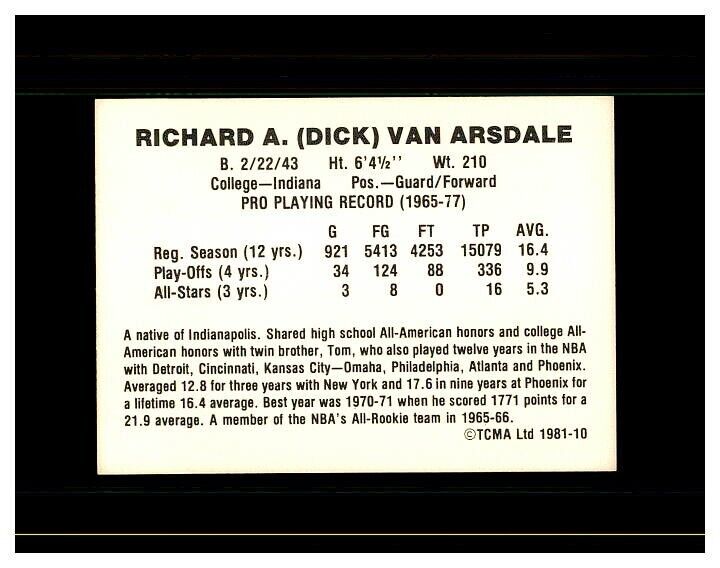 RICHARD A. (DICK) VAN ARSDALE
B. 2/22/43 Ht. 6'4½'' Wt. 210
College—Indiana Pos.—Guard/Forward
PRO PLAYING RECORD (1965-77)
G FG FT TP AVG.
Reg. Season (12 yrs.) 921 5413 4253 15079 16.4
Play-Offs (4 yrs.) 34 124 88 336 9.9
All-Stars (3 yrs.) 3 8 0 16 5.3
A native of Indianapolis. Shared high school All-American honors and college All-
American honors with twin brother, Tom, who also played twelve years in the NBA
with Detroit, Cincinnati, Kansas City—Omaha, Philadelphia, Atlanta and Phoenix.
Averaged 12.8 for three years with New York and 17.6 in nine years at Phoenix for
a lifetime 16.4 average. Best year was 1970-71 when he scored 1771 points for a
21.9 average. A member of the NBA's All-Rookie team in 1965-66.
©TCMA Ltd 1981-10